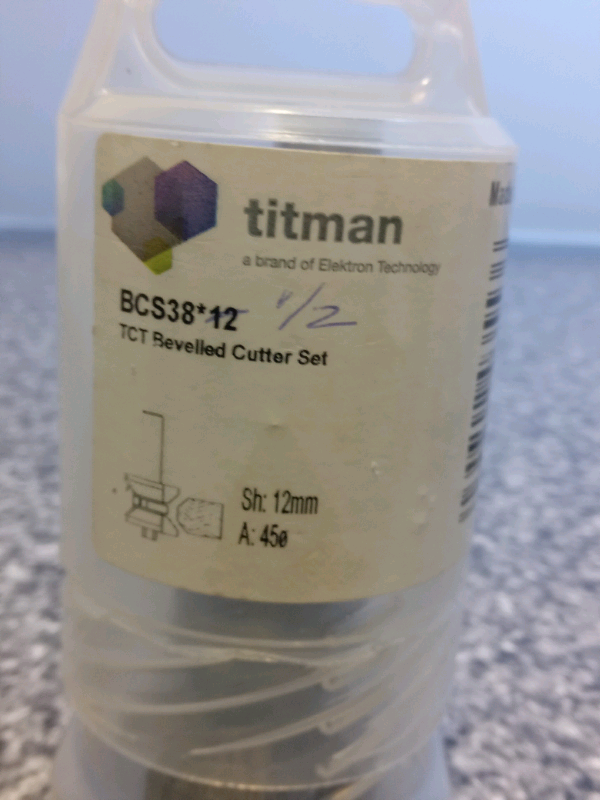 titman
a brand of Elektron Technology
BCS38*12 1/2
TCT Bevelled Cutter Set
Sh: 12mm
A: 45ø